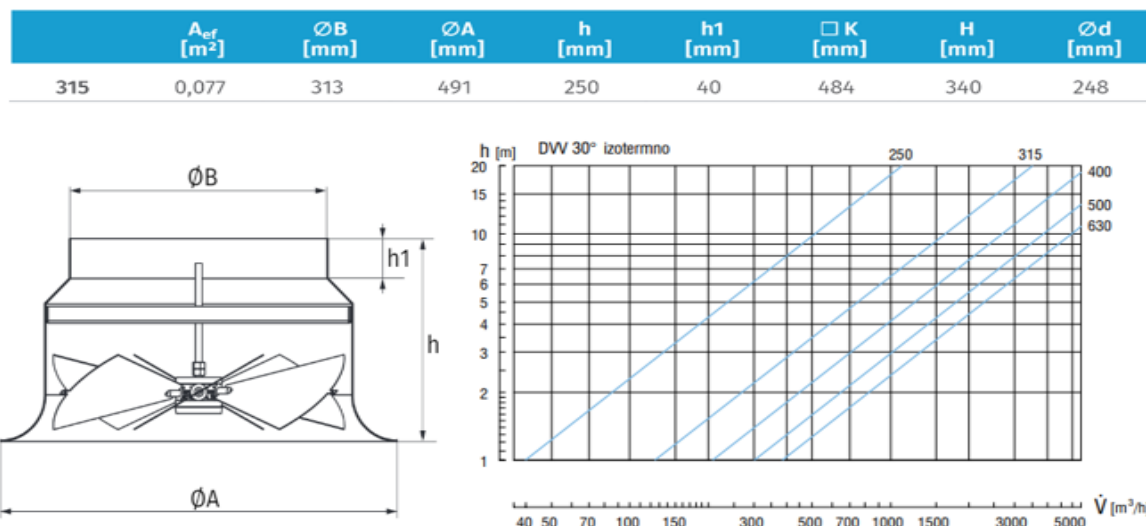 Aef [m²] ØB [mm] ØA [mm] h [mm] h1 [mm] □ K [mm] H [mm] Ød [mm]
315 0,077 313 491 250 40 484 340 248
ØB
h1
h
ØA
h [m] DVV 30° izotermno
250 315
400
500
630
20
15
10
7
6
5
4
3
2
1
40 50 70 100 150 300 500 700 1000 1500 3000 5000
V̇ [m³/h]